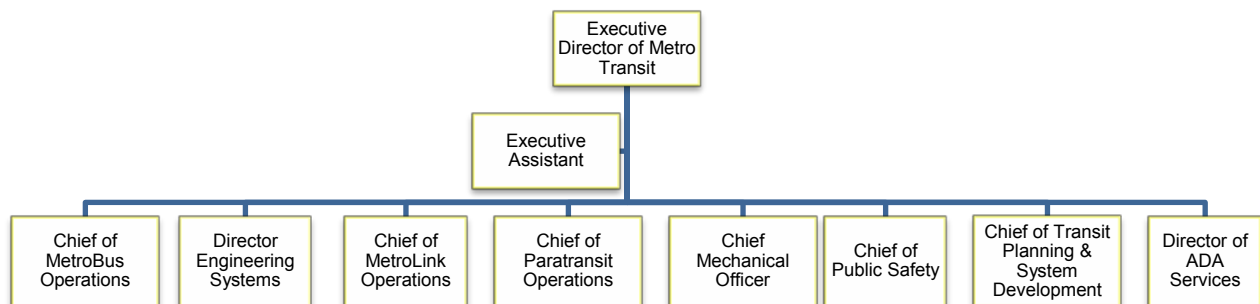 Executive
Director of Metro
Transit
Executive
Assistant
Chief of
MetroBus
Operations
Director
Engineering
Systems
Chief of
MetroLink
Operations
Chief of
Paratransit
Operations
Chief
Mechanical
Officer
Chief of
Public Safety
Chief of Transit
Planning &
System
Development
Director of
ADA
Services